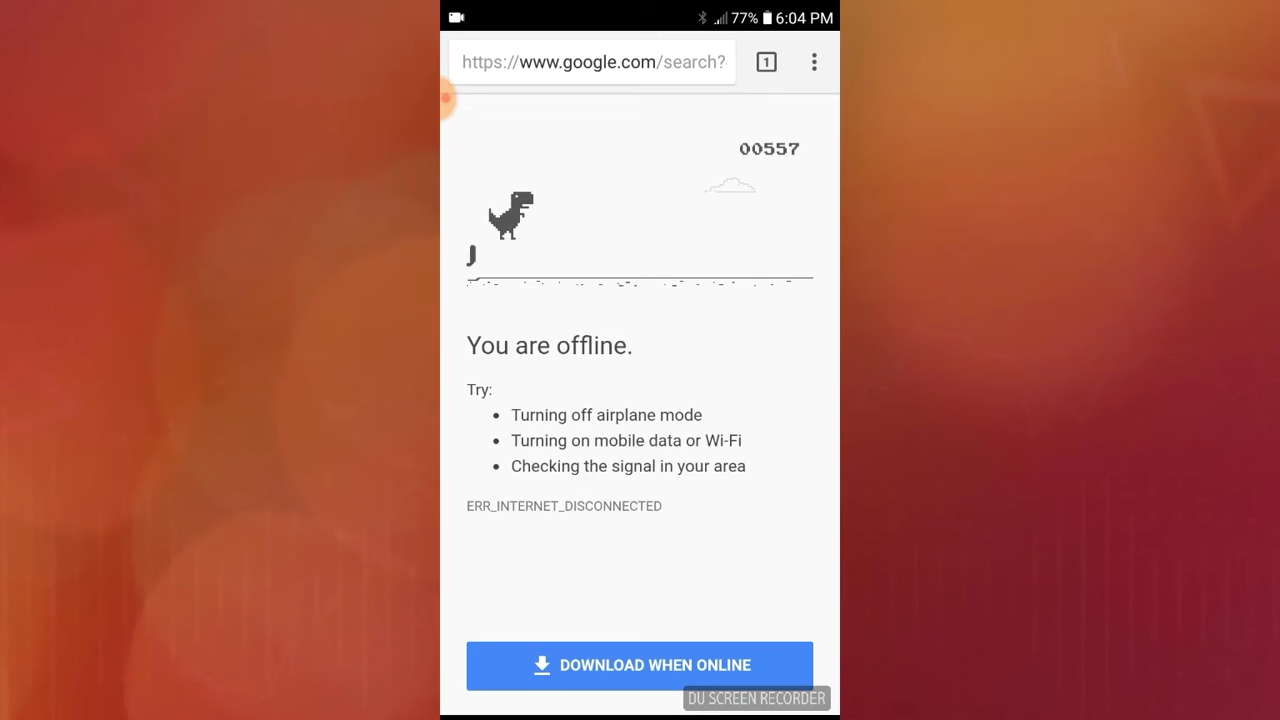 77% 6:04 PM
https://www.google.com/search?
1
00557
You are offline.
Try:
• Turning off airplane mode
• Turning on mobile data or Wi-Fi
• Checking the signal in your area
ERR_INTERNET_DISCONNECTED
DOWNLOAD WHEN ONLINE
DU SCREEN RECORDER